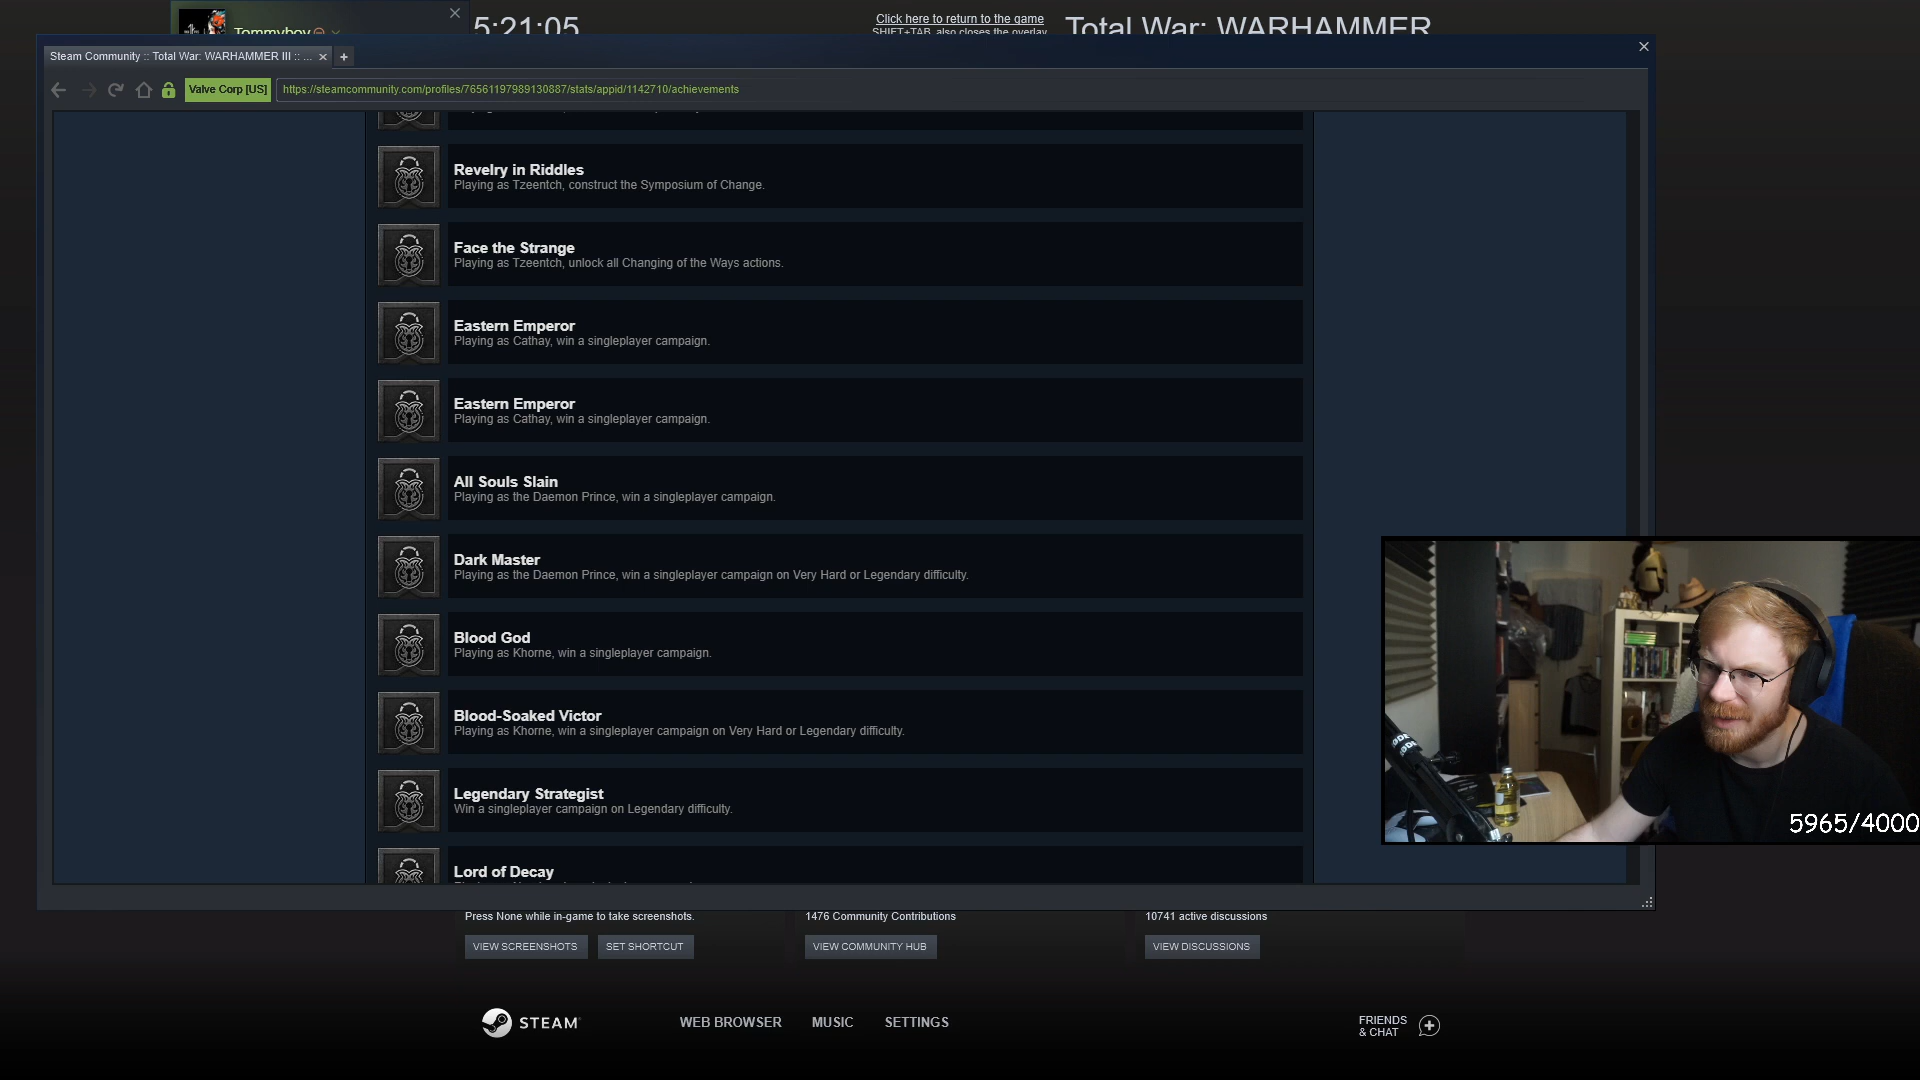 Tommyboy
5:21:05
Click here to return to the game
SHIFT+TAB also closes the overlay
Total War: WARHAMMER
Steam Community :: Total War: WARHAMMER III :: ...
Valve Corp [US]
https://steamcommunity.com/profiles/76561197989130887/stats/appid/1142710/achievements
Revelry in Riddles
Playing as Tzeentch, construct the Symposium of Change.
Face the Strange
Playing as Tzeentch, unlock all Changing of the Ways actions.
Eastern Emperor
Playing as Cathay, win a singleplayer campaign.
Eastern Emperor
Playing as Cathay, win a singleplayer campaign.
All Souls Slain
Playing as the Daemon Prince, win a singleplayer campaign.
Dark Master
Playing as the Daemon Prince, win a singleplayer campaign on Very Hard or Legendary difficulty.
Blood God
Playing as Khorne, win a singleplayer campaign.
Blood-Soaked Victor
Playing as Khorne, win a singleplayer campaign on Very Hard or Legendary difficulty.
Legendary Strategist
Win a singleplayer campaign on Legendary difficulty.
Lord of Decay
5965/4000
Press None while in-game to take screenshots.
1476 Community Contributions
10741 active discussions
VIEW SCREENSHOTS
SET SHORTCUT
VIEW COMMUNITY HUB
VIEW DISCUSSIONS
STEAM
WEB BROWSER
MUSIC
SETTINGS
FRIENDS
& CHAT